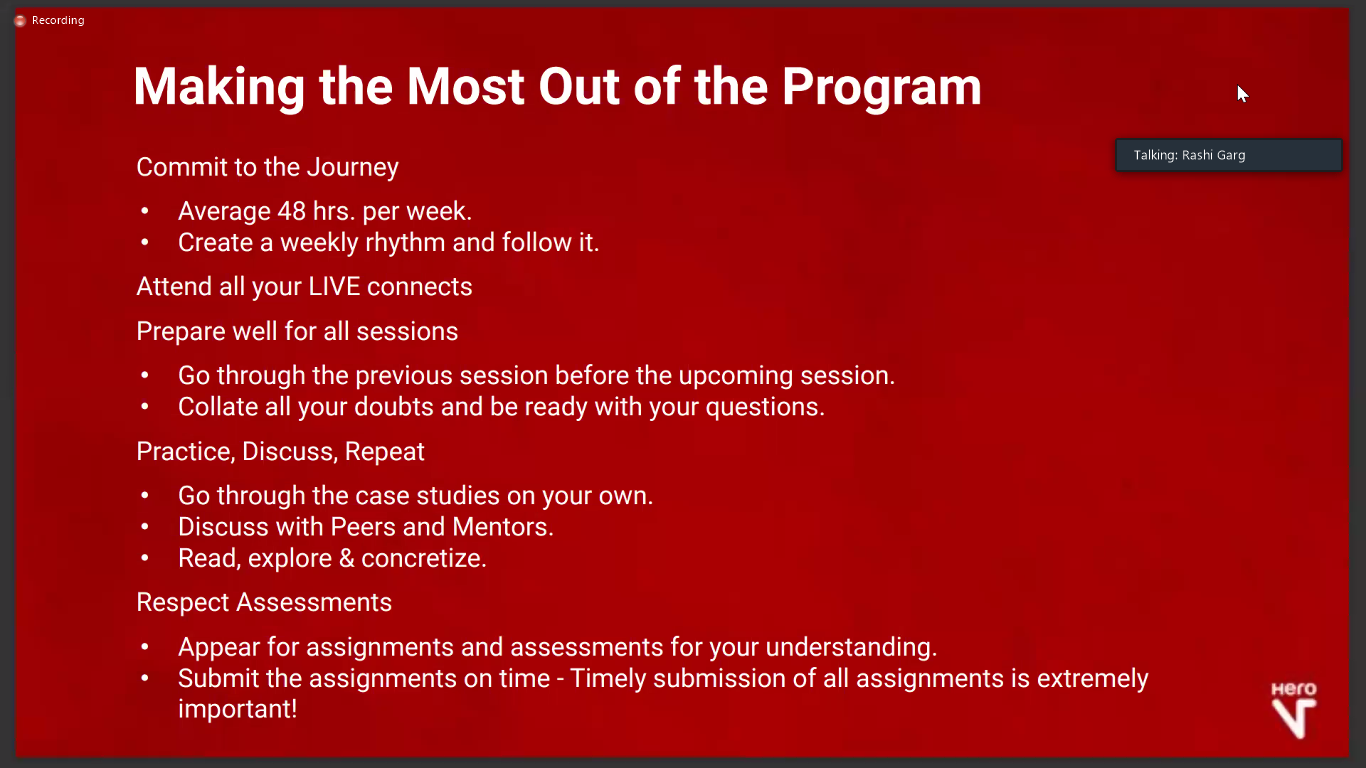 Recording
Making the Most Out of the Program
Talking: Rashi Garg
Commit to the Journey
• Average 48 hrs. per week.
• Create a weekly rhythm and follow it.
Attend all your LIVE connects
Prepare well for all sessions
• Go through the previous session before the upcoming session.
• Collate all your doubts and be ready with your questions.
Practice, Discuss, Repeat
• Go through the case studies on your own.
• Discuss with Peers and Mentors.
• Read, explore & concretize.
Respect Assessments
• Appear for assignments and assessments for your understanding.
• Submit the assignments on time - Timely submission of all assignments is extremely
important!
Hero